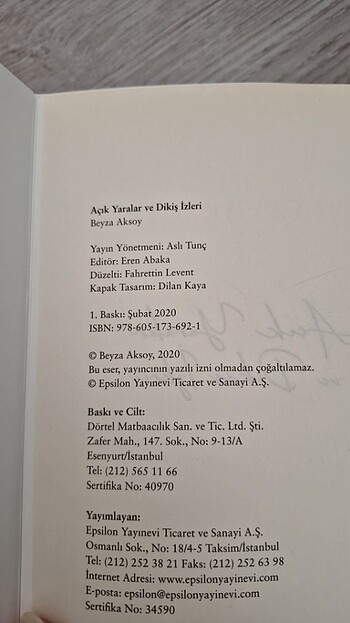 Açık Yaralar ve Dikiş İzleri
Beyza Aksoy
Yayın Yönetmeni: Aslı Tunç
Editör: Eren Abaka
Düzelti: Fahrettin Levent
Kapak Tasarım: Dilan Kaya
1. Baskı: Şubat 2020
ISBN: 978-605-173-692-1
© Beyza Aksoy, 2020
Bu eser, yayıncının yazılı izni olmadan çoğaltılamaz.
© Epsilon Yayınevi Ticaret ve Sanayi A.Ş.
Baskı ve Cilt:
Dörtel Matbaacılık San. ve Tic. Ltd. Şti.
Zafer Mah., 147. Sok., No: 9-13/A
Esenyurt/İstanbul
Tel: (212) 565 11 66
Sertifika No: 40970
Yayımlayan:
Epsilon Yayınevi Ticaret ve Sanayi A.Ş.
Osmanlı Sok., No: 18/4-5 Taksim/İstanbul
Tel: (212) 252 38 21 Faks: (212) 252 63 98
İnternet Adresi: www.epsilonyayinevi.com
E-posta: epsilon@epsilonyayinevi.com
Sertifika No: 34590